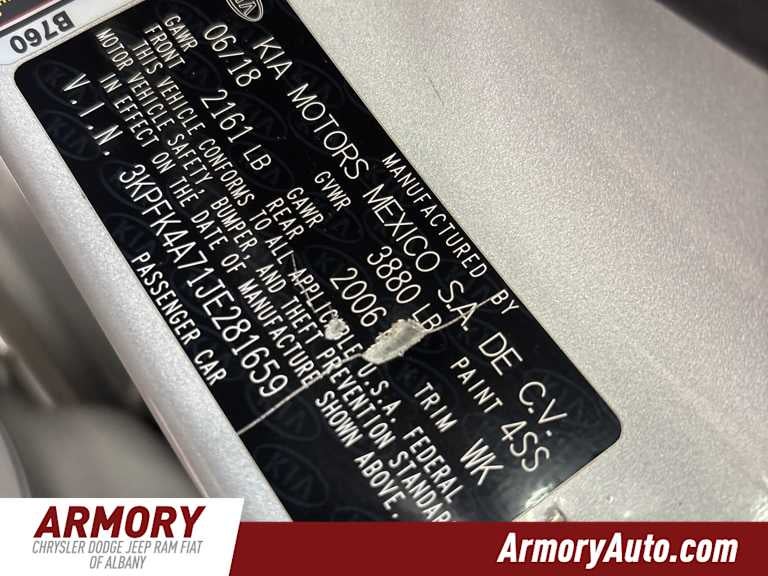 B760
KIA
MANUFACTURED BY
KIA MOTORS MEXICO S.A. DE C.V.
06/18 GVWR 3880 LB PAINT 4SS
GAWR FRONT 2161 LB GAWR REAR 2006 TRIM WK
THIS VEHICLE CONFORMS TO ALL APPLICABLE U.S.A. FEDERAL
MOTOR VEHICLE SAFETY, BUMPER, AND THEFT PREVENTION STANDARDS
IN EFFECT ON THE DATE OF MANUFACTURE SHOWN ABOVE.
V.I.N. 3KPFK4A71JE281659
PASSENGER CAR
ARMORY
CHRYSLER DODGE JEEP RAM FIAT
OF ALBANY
ArmoryAuto.com